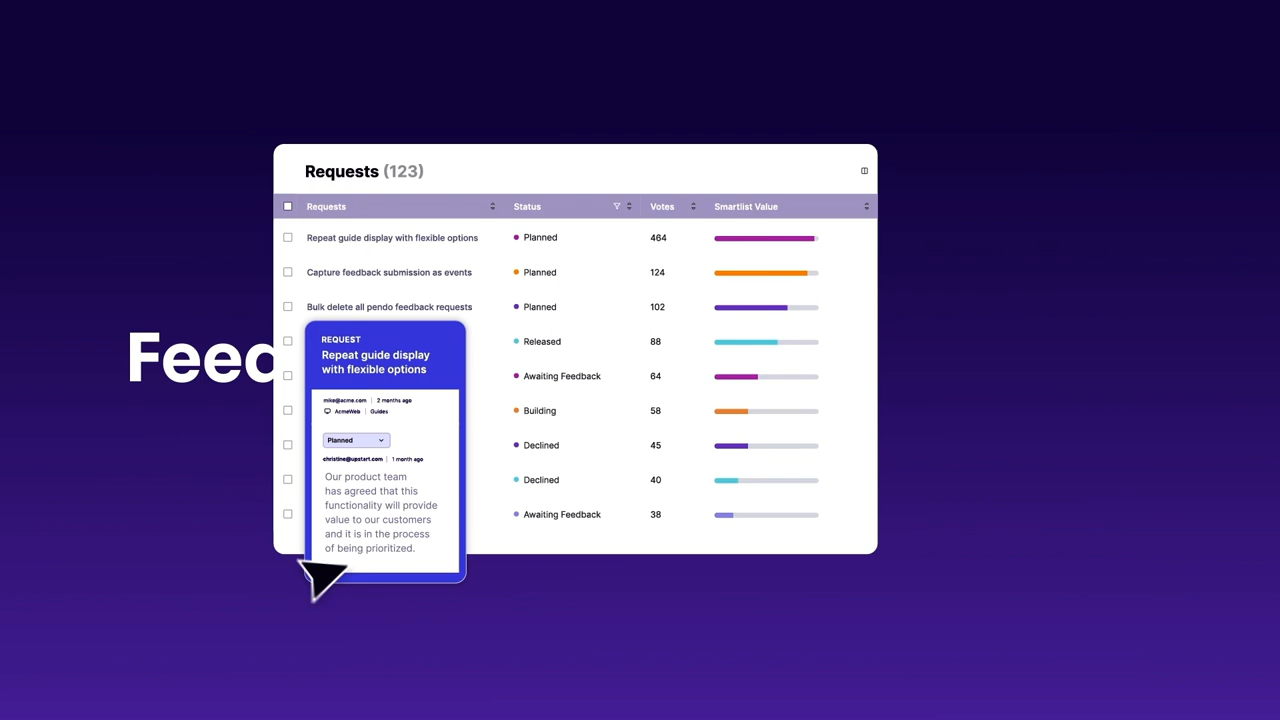 Requests (123)
Requests Status Votes Smartlist Value
Repeat guide display with flexible options Planned 464
Capture feedback submission as events Planned 124
Bulk delete all pendo feedback requests Planned 102
Released 88
Awaiting Feedback 64
Building 58
Declined 45
Declined 40
Awaiting Feedback 38
Feed
REQUEST
Repeat guide display
with flexible options
mike@acme.com | 2 months ago
AcmeWeb | Guides
Planned
christine@upstart.com | 1 month ago
Our product team
has agreed that this
functionality will provide
value to our customers
and it is in the process
of being prioritized.